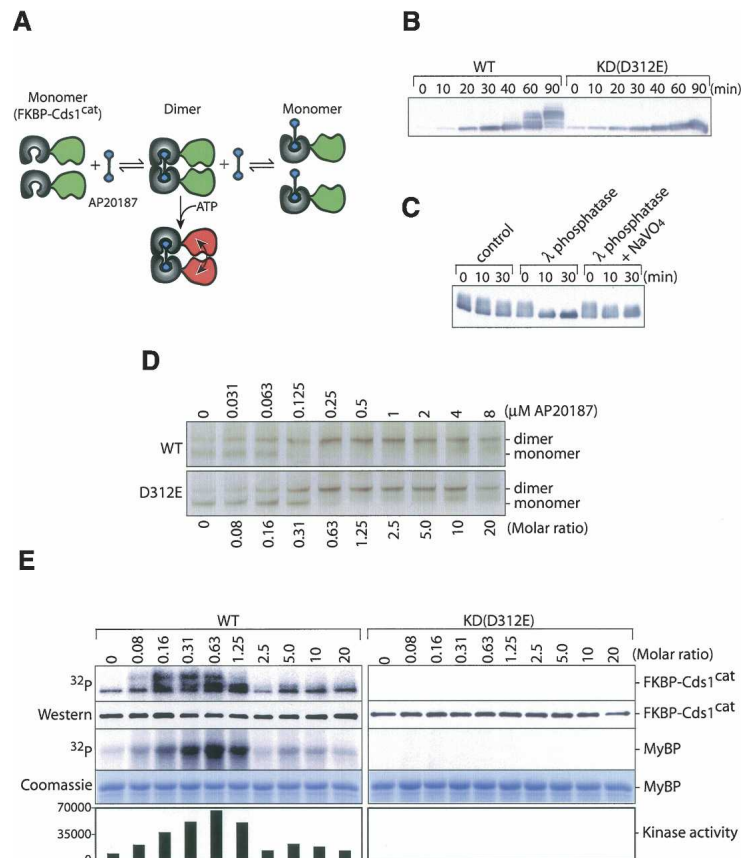 A
Monomer
(FKBP-Cds1cat)
Dimer
Monomer
+
+
AP20187
ATP
B
WT KD(D312E)
0 10 20 30 40 60 90 0 10 20 30 40 60 90 (min)
C
control λ phosphatase λ phosphatase + NaVO4
0 10 30 0 10 30 0 10 30 (min)
D
0 0.031 0.063 0.125 0.25 0.5 1 2 4 8 (μM AP20187)
WT dimer
monomer
D312E dimer
monomer
0 0.08 0.16 0.31 0.63 1.25 2.5 5.0 10 20 (Molar ratio)
E
WT KD(D312E)
0 0.08 0.16 0.31 0.63 1.25 2.5 5.0 10 20 0 0.08 0.16 0.31 0.63 1.25 2.5 5.0 10 20 (Molar ratio)
32P FKBP-Cds1cat
Western FKBP-Cds1cat
32P MyBP
Coomassie MyBP
70000
35000 Kinase activity
0